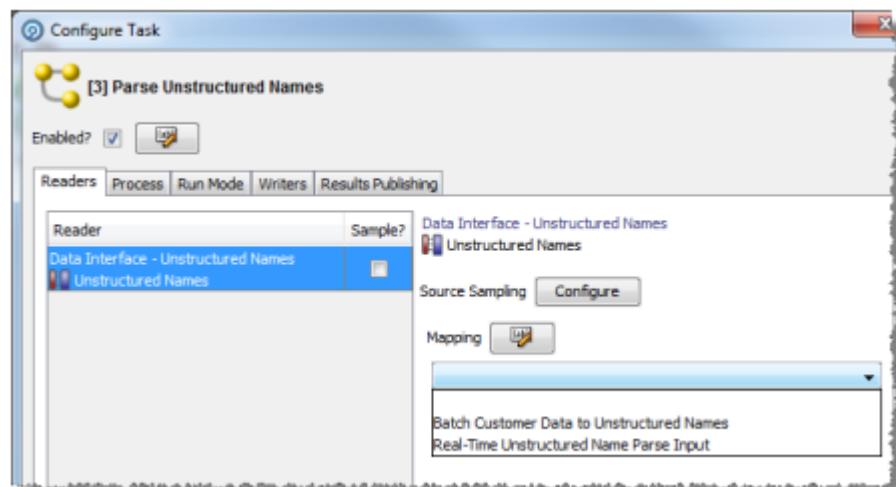 Configure Task
[3] Parse Unstructured Names
Enabled?
Readers Process Run Mode Writers Results Publishing
Reader Sample?
Data Interface - Unstructured Names
Unstructured Names
Data Interface - Unstructured Names
Unstructured Names
Source Sampling Configure
Mapping
Batch Customer Data to Unstructured Names
Real-Time Unstructured Name Parse Input